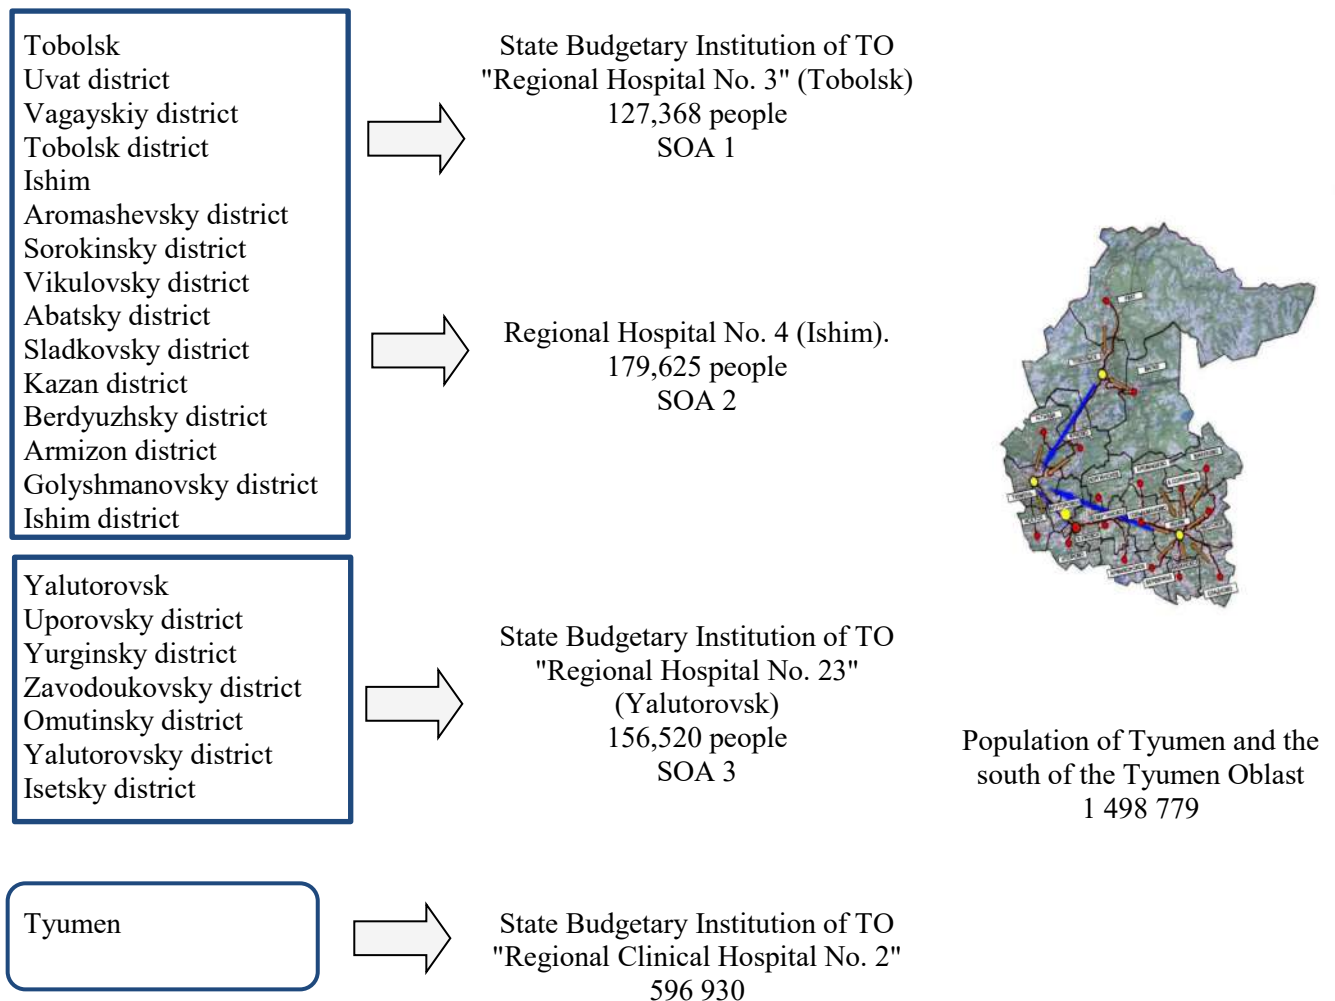 Tobolsk
Uvat district
Vagayskiy district
Tobolsk district
Ishim
Aromashevsky district
Sorokinsky district
Vikulovsky district
Abatsky district
Sladkovsky district
Kazan district
Berdyuzhsky district
Armizon district
Golyshmanovsky district
Ishim district
State Budgetary Institution of TO
"Regional Hospital No. 3" (Tobolsk)
127,368 people
SOA 1
Regional Hospital No. 4 (Ishim).
179,625 people
SOA 2
Yalutorovsk
Uporovsky district
Yurginsky district
Zavodoukovsky district
Omutinsky district
Yalutorovsky district
Isetsky district
State Budgetary Institution of TO
"Regional Hospital No. 23"
(Yalutorovsk)
156,520 people
SOA 3
Population of Tyumen and the
south of the Tyumen Oblast
1 498 779
Tyumen
State Budgetary Institution of TO
"Regional Clinical Hospital No. 2"
596 930